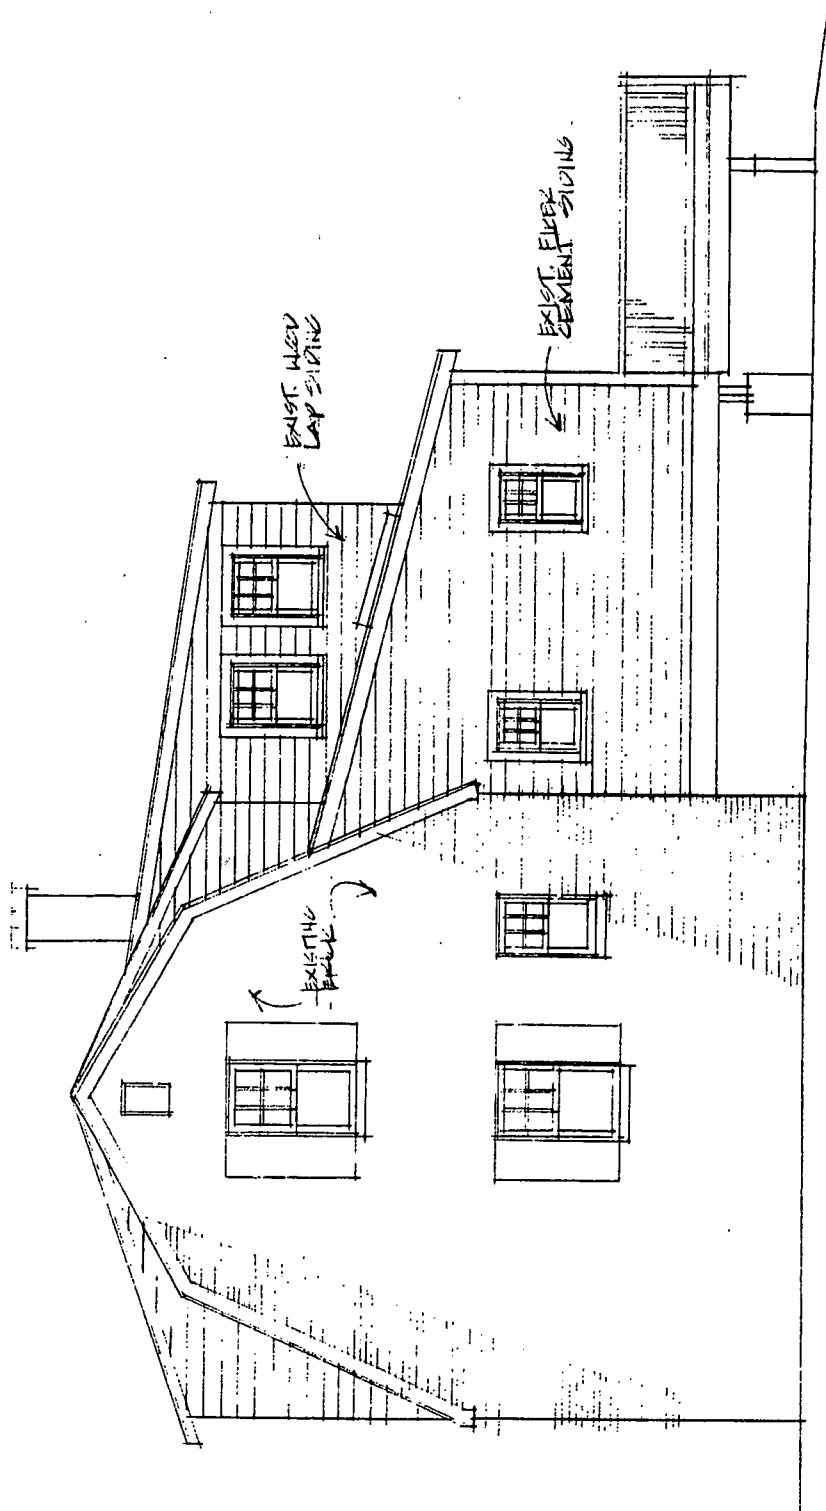 EXISTING
BRICK
EXIST. WOOD
LAP SIDING
EXIST. FIBER
CEMENT SIDING.